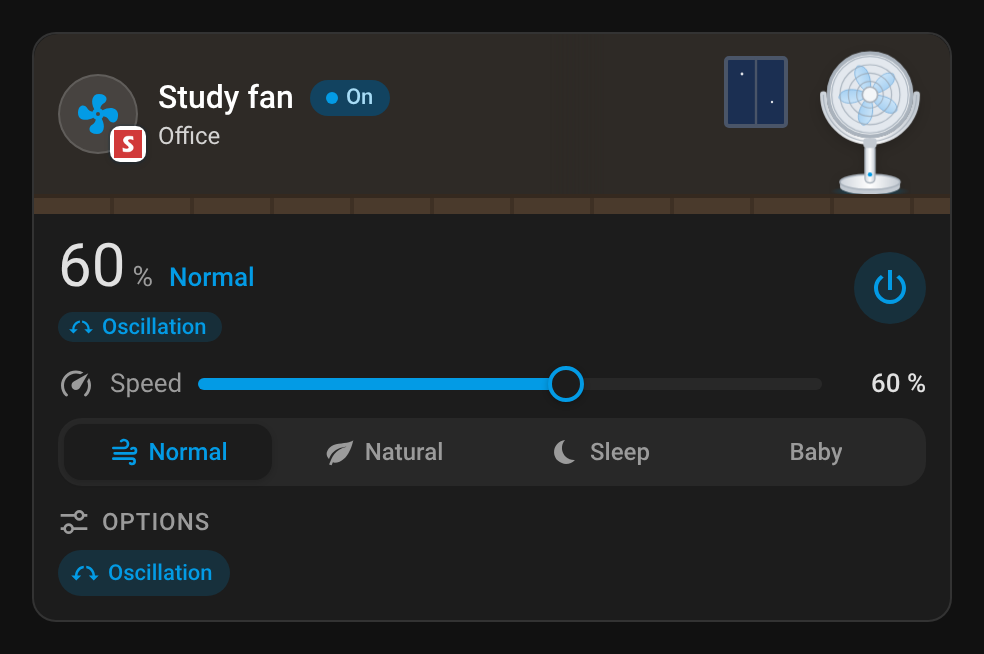 Study fan
On
Office
S
60 % Normal
Oscillation
Speed
60 %
Normal
Natural
Sleep
Baby
OPTIONS
Oscillation